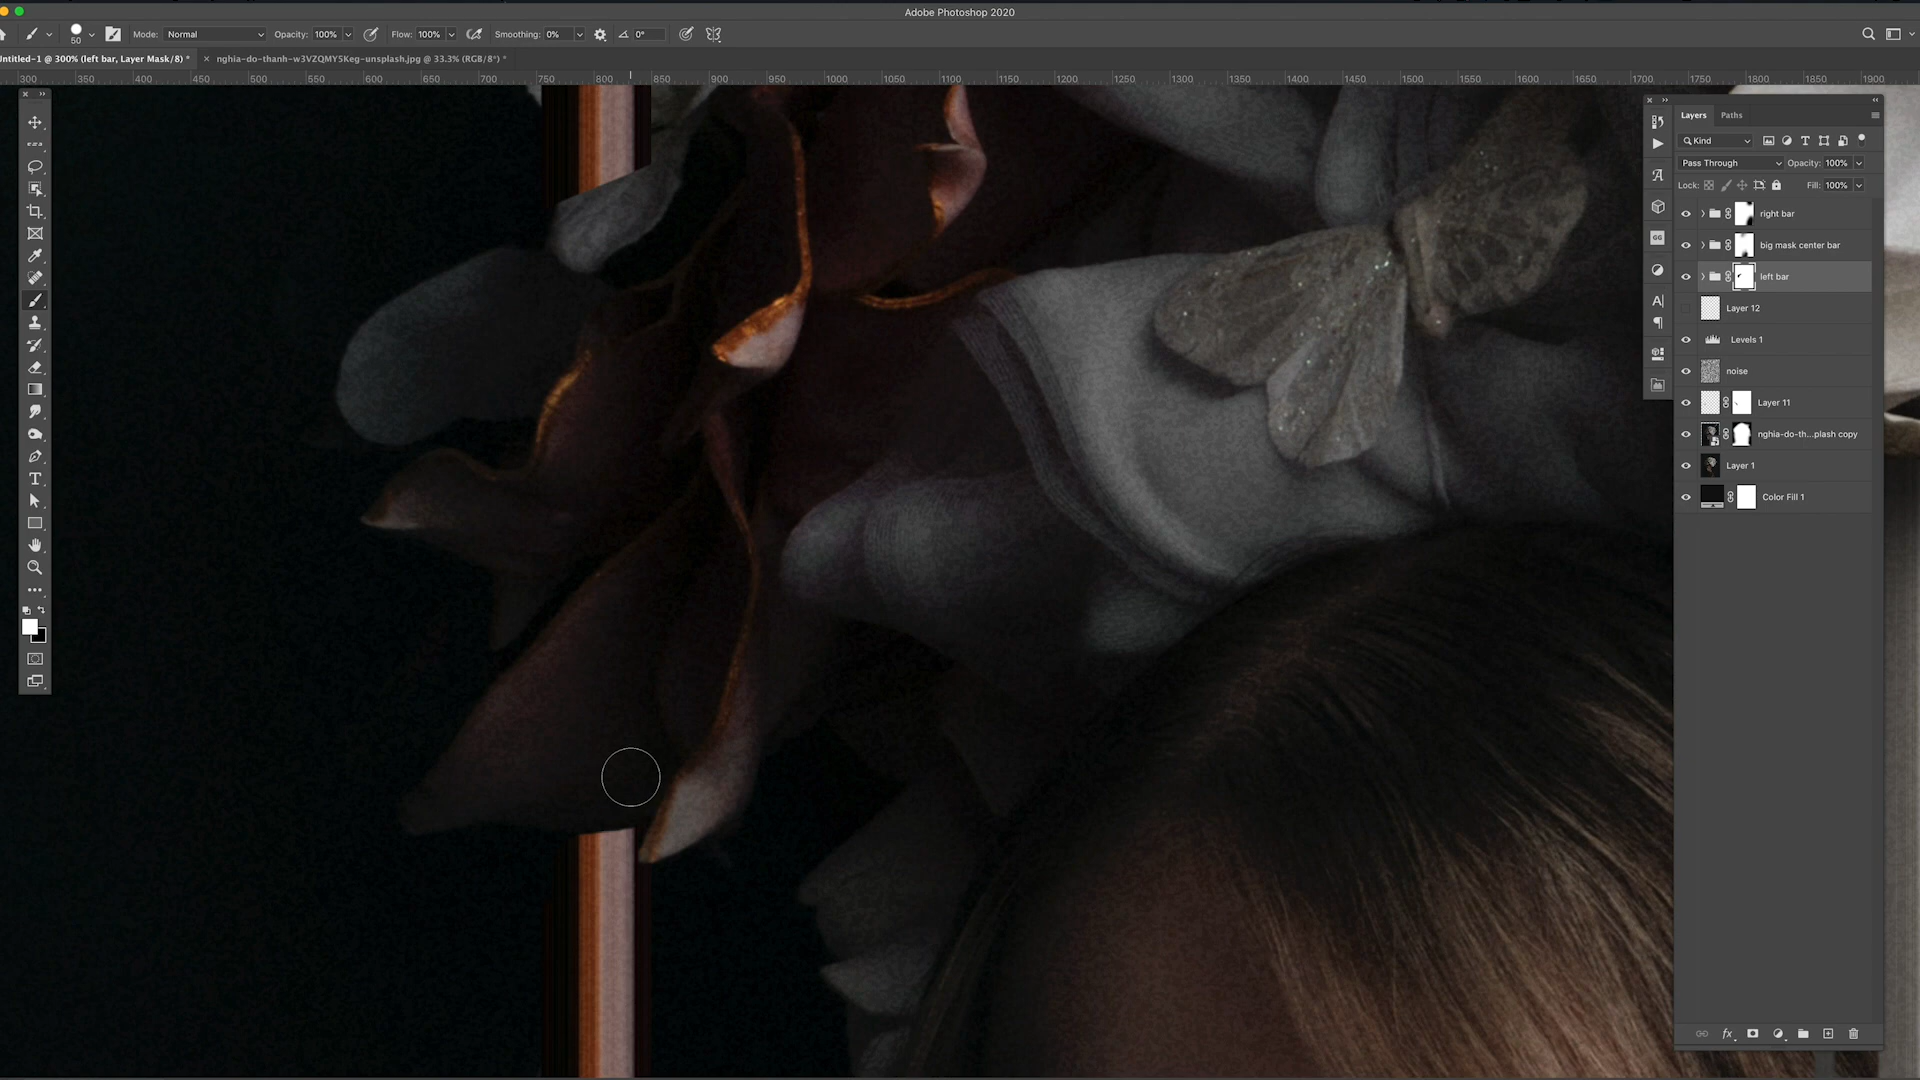 Adobe Photoshop 2020
50 Mode: Normal Opacity: 100% Flow: 100% Smoothing: 0% 0°
Untitled-1 @ 300% (left bar, Layer Mask/8) * × nghia-do-thanh-w3VZQMY5Keg-unsplash.jpg @ 33.3% (RGB/8*) *
300 350 400 450 500 550 600 650 700 750 800 850 900 950 1000 1050 1100 1150 1200 1250 1300 1350 1400 1450 1500 1550 1600 1650 1700 1750 1800 1850 1900
Layers Paths
Kind
Pass Through Opacity: 100%
Lock: Fill: 100%
right bar
big mask center bar
left bar
Layer 12
Levels 1
noise
Layer 11
nghia-do-th...plash copy
Layer 1
Color Fill 1
fx